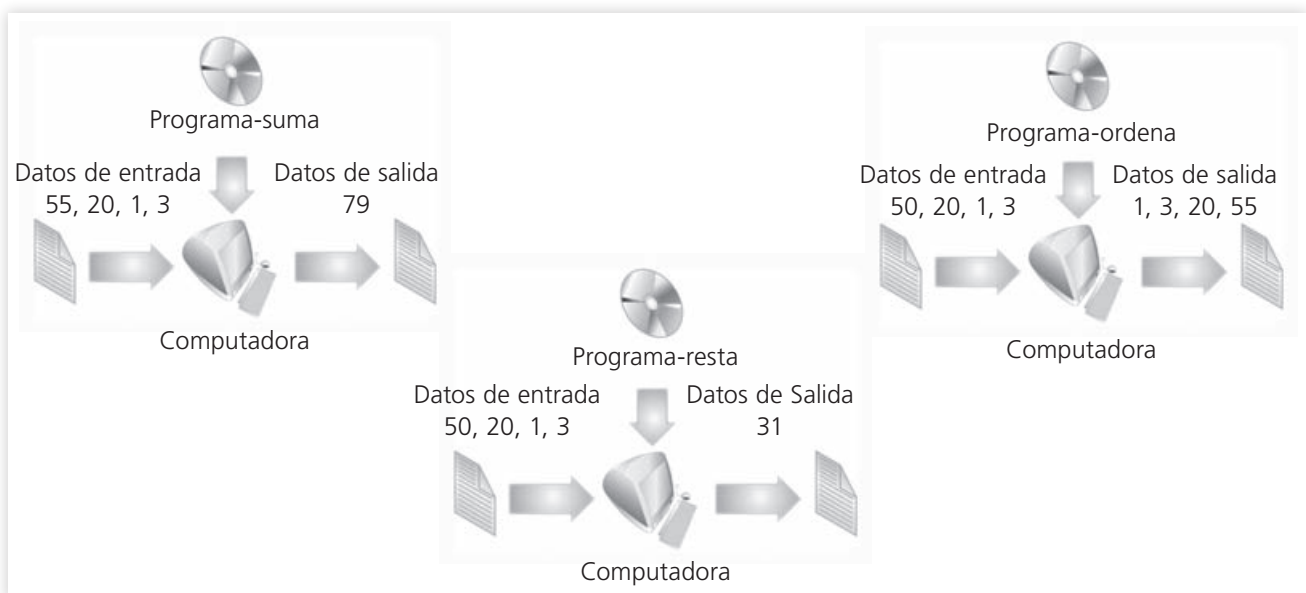 Programa-suma
Datos de entrada
55, 20, 1, 3
Datos de salida
79
Computadora
Programa-resta
Datos de entrada
50, 20, 1, 3
Datos de Salida
31
Computadora
Programa-ordena
Datos de entrada
50, 20, 1, 3
Datos de salida
1, 3, 20, 55
Computadora